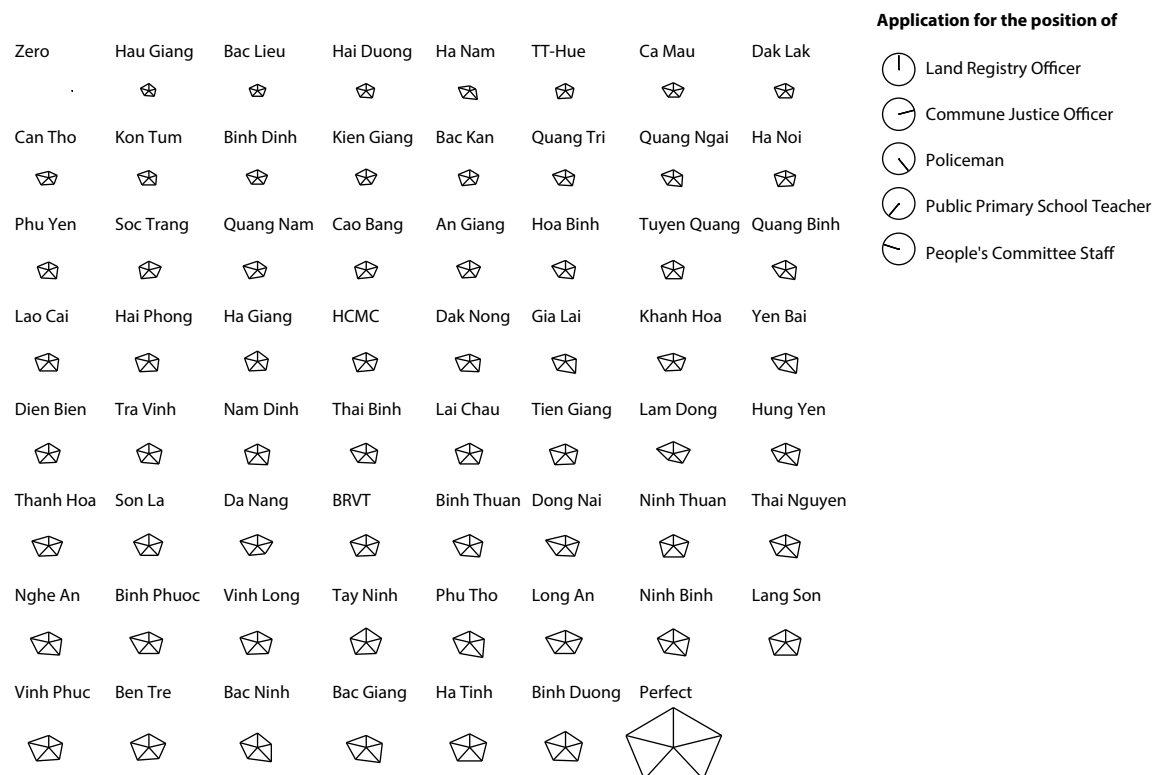 Application for the position of
Zero Hau Giang Bac Lieu Hai Duong Ha Nam TT-Hue Ca Mau Dak Lak
Land Registry Officer
Commune Justice Officer
Can Tho Kon Tum Binh Dinh Kien Giang Bac Kan Quang Tri Quang Ngai Ha Noi
Policeman
Public Primary School Teacher
Phu Yen Soc Trang Quang Nam Cao Bang An Giang Hoa Binh Tuyen Quang Quang Binh
People's Committee Staff
Lao Cai Hai Phong Ha Giang HCMC Dak Nong Gia Lai Khanh Hoa Yen Bai
Dien Bien Tra Vinh Nam Dinh Thai Binh Lai Chau Tien Giang Lam Dong Hung Yen
Thanh Hoa Son La Da Nang BRVT Binh Thuan Dong Nai Ninh Thuan Thai Nguyen
Nghe An Binh Phuoc Vinh Long Tay Ninh Phu Tho Long An Ninh Binh Lang Son
Vinh Phuc Ben Tre Bac Ninh Bac Giang Ha Tinh Binh Duong Perfect